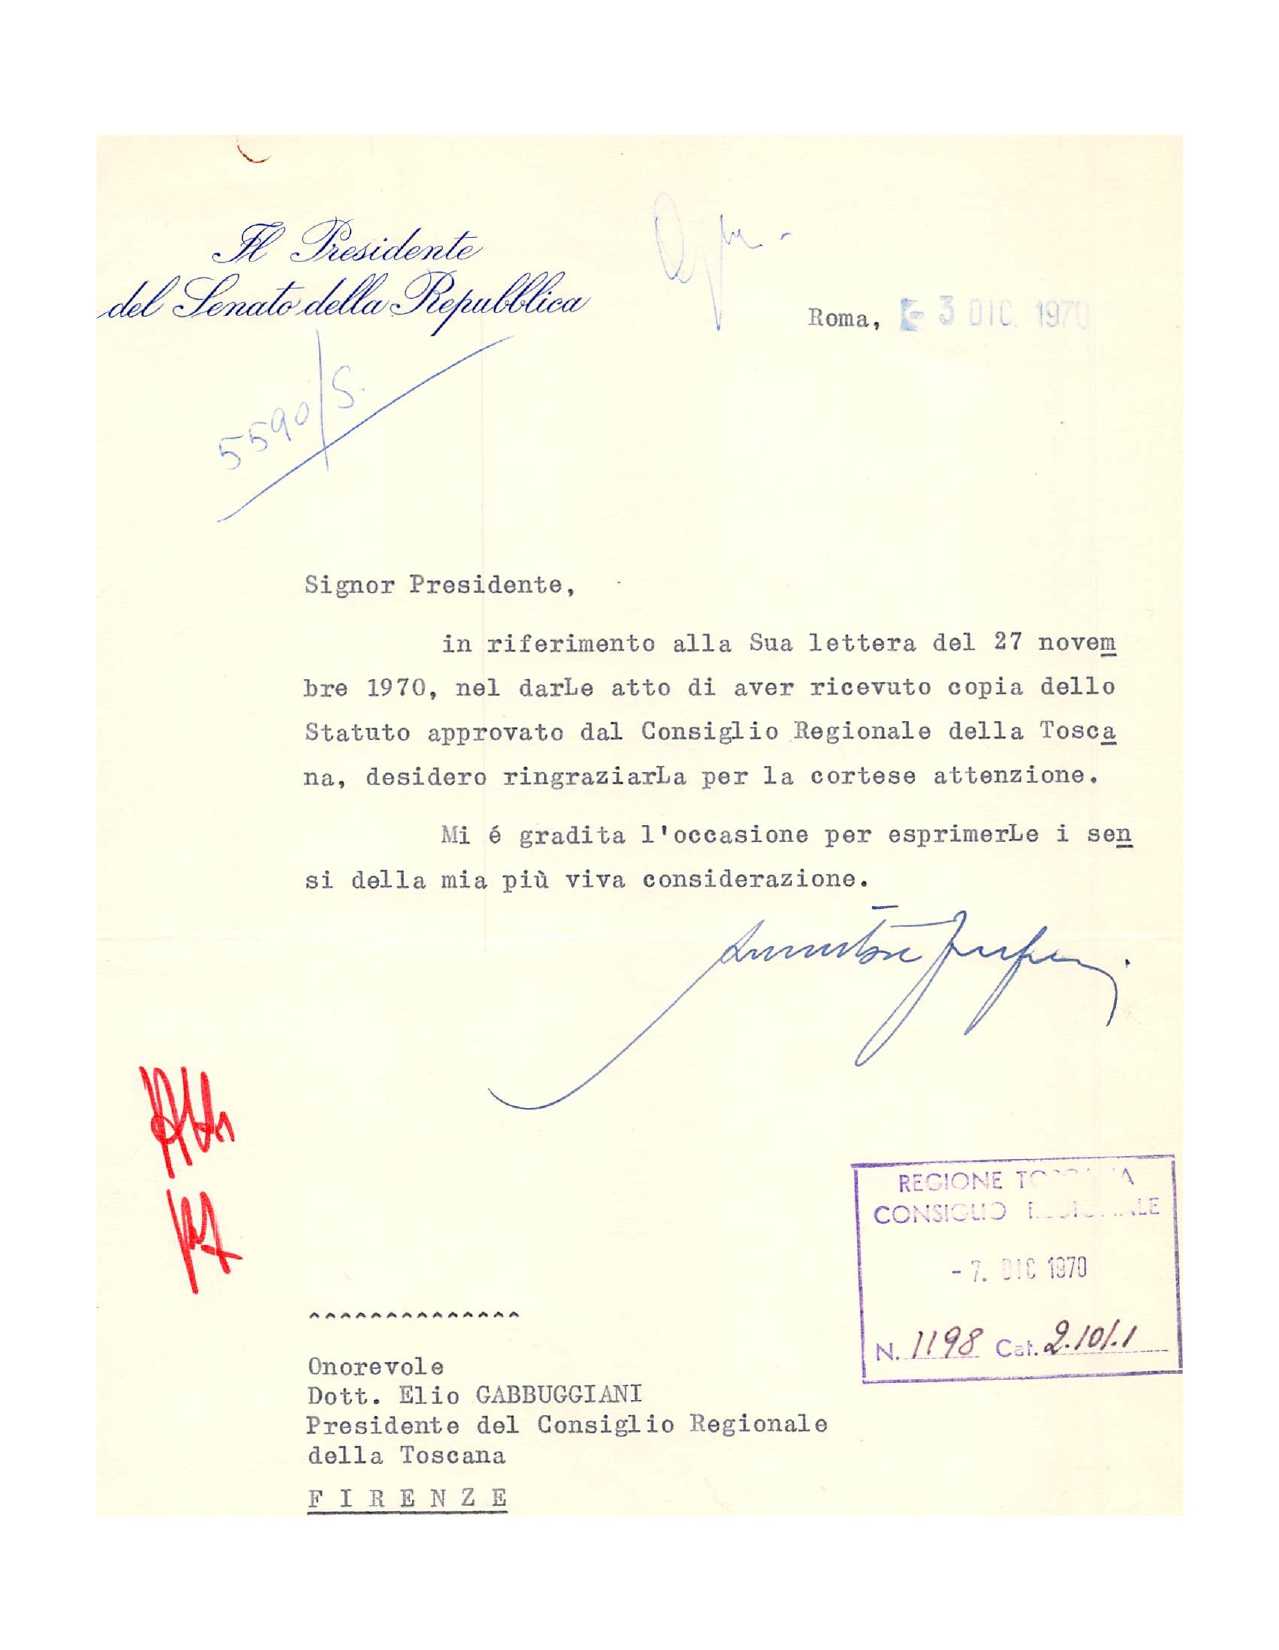 Il Presidente
del Senato della Repubblica
Roma, - 3 DIC. 1970
5590/S.
Signor Presidente,
in riferimento alla Sua lettera del 27 novem
bre 1970, nel darLe atto di aver ricevuto copia dello
Statuto approvato dal Consiglio Regionale della Tosca
na, desidero ringraziarLa per la cortese attenzione.
Mi é gradita l'occasione per esprimerLe i sen
si della mia più viva considerazione.
REGIONE TOSCANA
CONSIGLIO REGIONALE
- 7. DIC 1970
N. 1198 Cat. 2.10/.1
^^^^^^^^^^^^^^
Onorevole
Dott. Elio GABBUGGIANI
Presidente del Consiglio Regionale
della Toscana
F I R E N Z E